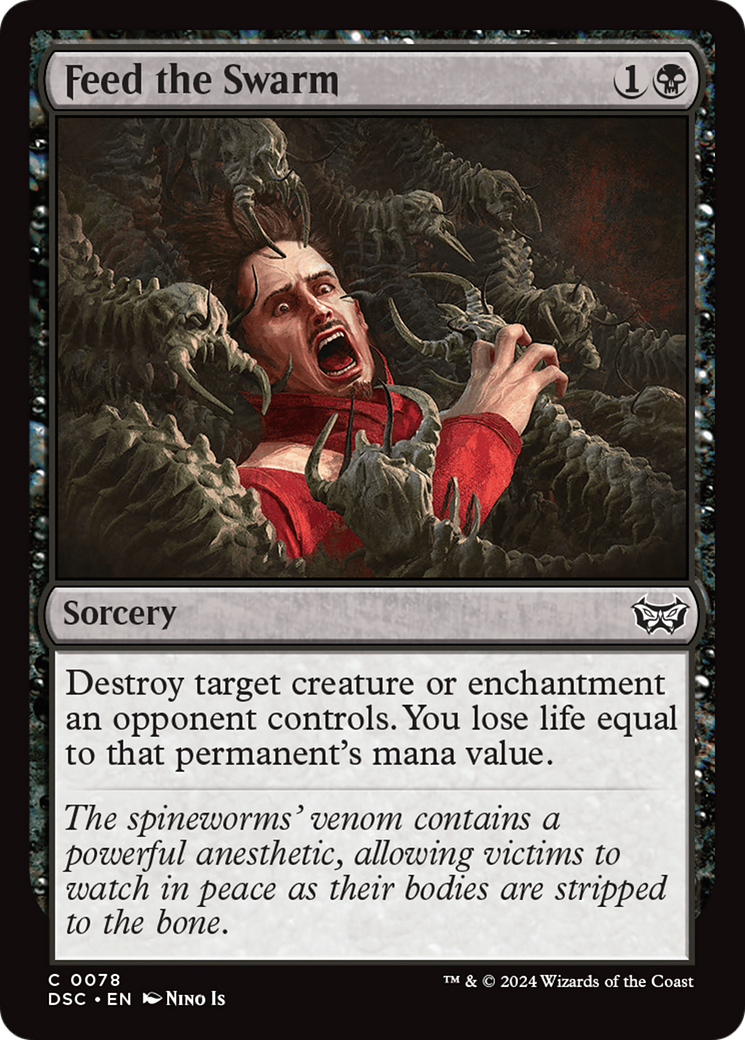 Feed the Swarm 1
Sorcery
Destroy target creature or enchantment
an opponent controls. You lose life equal
to that permanent's mana value.
The spineworms' venom contains a
powerful anesthetic, allowing victims to
watch in peace as their bodies are stripped
to the bone.
C 0078
DSC • EN Nino Is
™ & © 2024 Wizards of the Coast